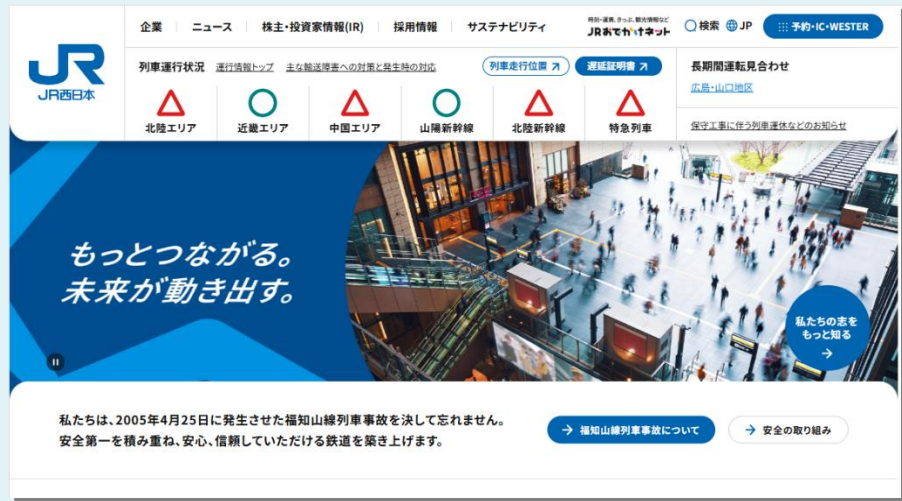 企業
ニュース
株主・投資家情報(IR)
採用情報
サステナビリティ
時刻・運賃、きっぷ、観光情報など
JRおでかけネット
検索
JP
予約・IC・WESTER
JR
JR西日本
列車運行状況
運行情報トップ
主な輸送障害への対策と発生時の対応
列車走行位置
遅延証明書
北陸エリア
近畿エリア
中国エリア
山陽新幹線
北陸新幹線
特急列車
長期間運転見合わせ
広島・山口地区
保守工事に伴う列車運休などのお知らせ
もっとつながる。
未来が動き出す。
私たちの志を
もっと知る
私たちは、2005年4月25日に発生させた福知山線列車事故を決して忘れません。
安全第一を積み重ね、安心、信頼していただける鉄道を築き上げます。
福知山線列車事故について
安全の取り組み